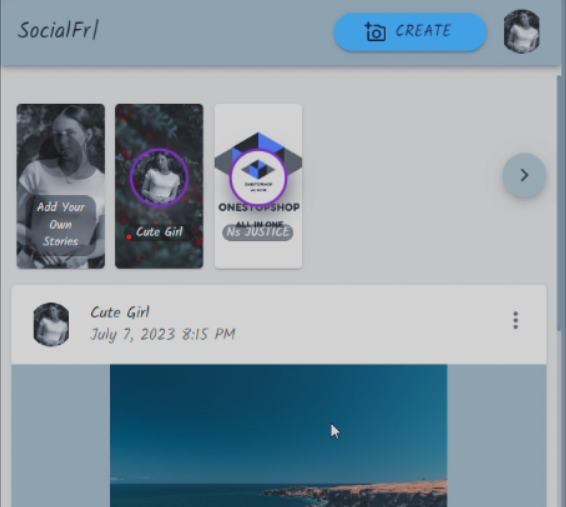 SocialFr|
CREATE
Add Your
Own
Stories
Cute Girl
ONESTOPSHOP
ONESTOPSHOP
ALL IN ONE
Ns JUSTICE
Cute Girl
July 7, 2023 8:15 PM